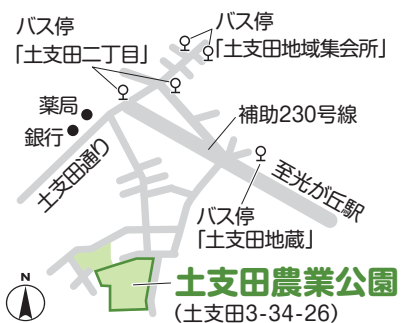 バス停
「土支田二丁目」
バス停
「土支田地域集会所」
薬局
銀行
補助230号線
土支田通り
至光が丘駅
バス停
「土支田地蔵」
N
土支田農業公園
(土支田3-34-26)